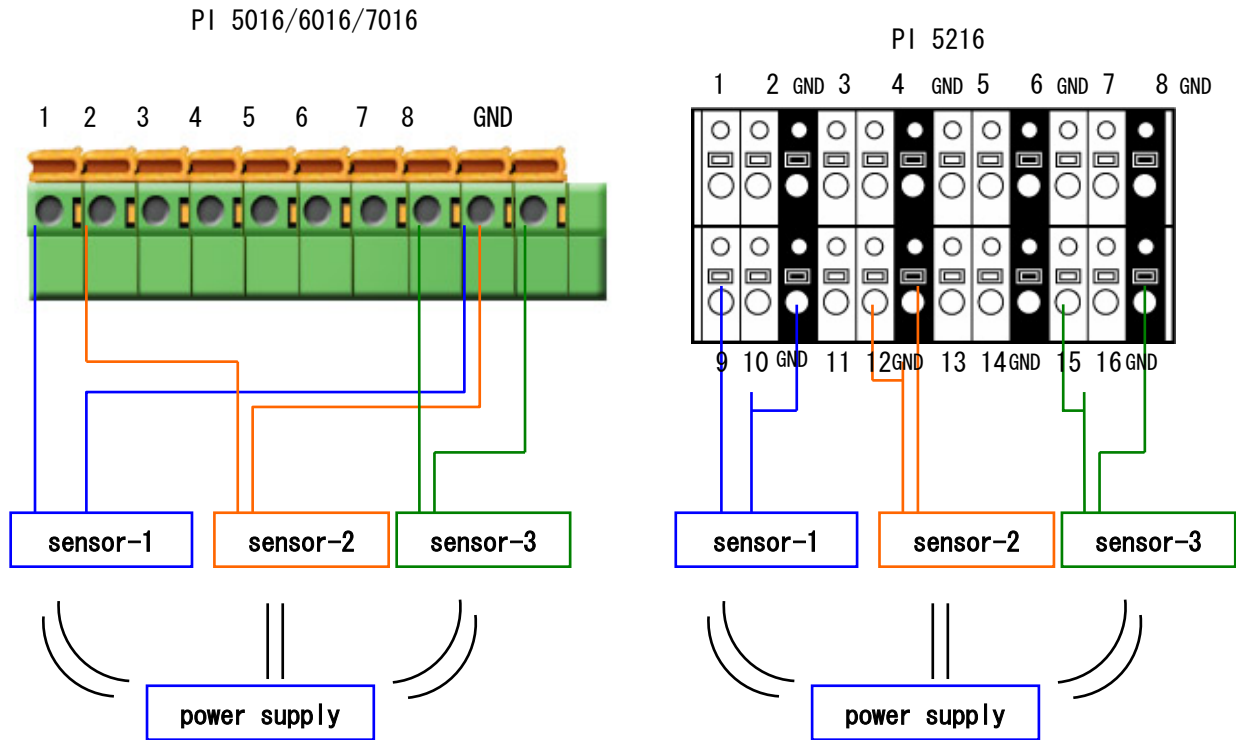 PI 5016/6016/7016
1 2 3 4 5 6 7 8 GND
sensor-1 sensor-2 sensor-3
power supply
PI 5216
1 2 GND 3 4 GND 5 6 GND 7 8 GND
9 10 GND 11 12 GND 13 14 GND 15 16 GND
sensor-1 sensor-2 sensor-3
power supply